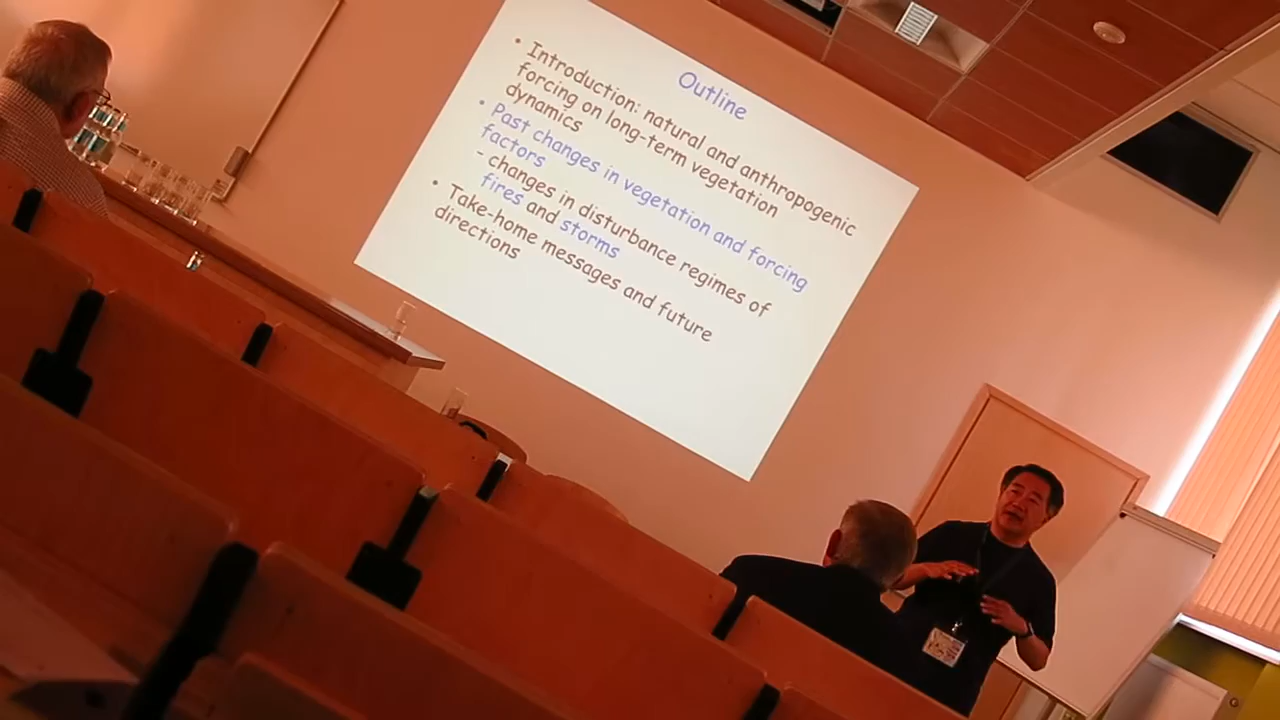 Outline
• Introduction: natural and anthropogenic
forcing on long-term vegetation
dynamics
• Past changes in vegetation and forcing
factors
- changes in disturbance regimes of
fires and storms
• Take-home messages and future
directions